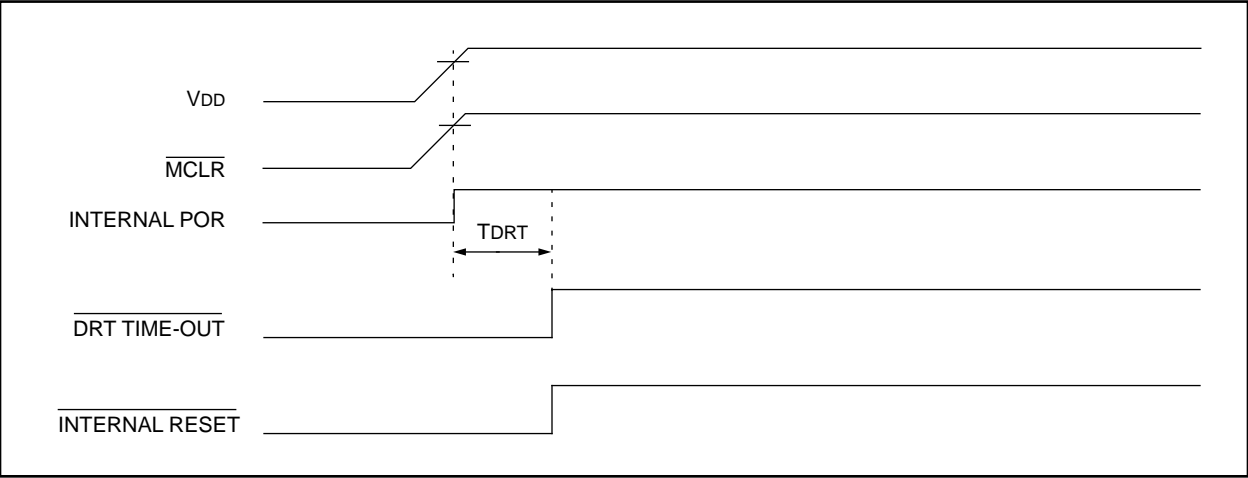 VDD
MCLR
INTERNAL POR
TDRT
DRT TIME-OUT
INTERNAL RESET